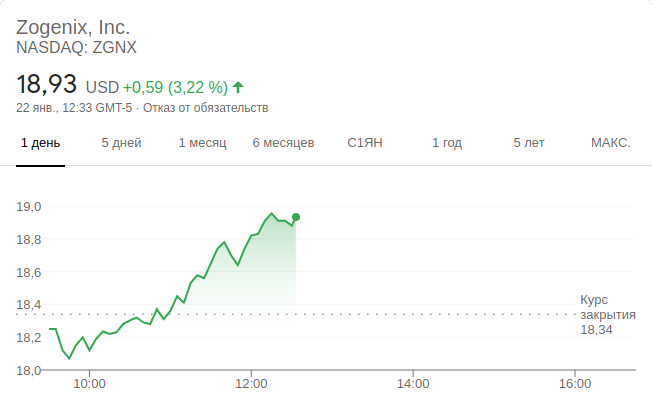 Zogenix, Inc.
NASDAQ: ZGNX
18,93 USD +0,59 (3,22 %)
22 янв., 12:33 GMT-5 · Отказ от обязательств
1 день 5 дней 1 месяц 6 месяцев С1ЯН 1 год 5 лет МАКС.
19,0
18,8
18,6
18,4
Курс
закрытия
18,34
18,2
18,0
10:00 12:00 14:00 16:00